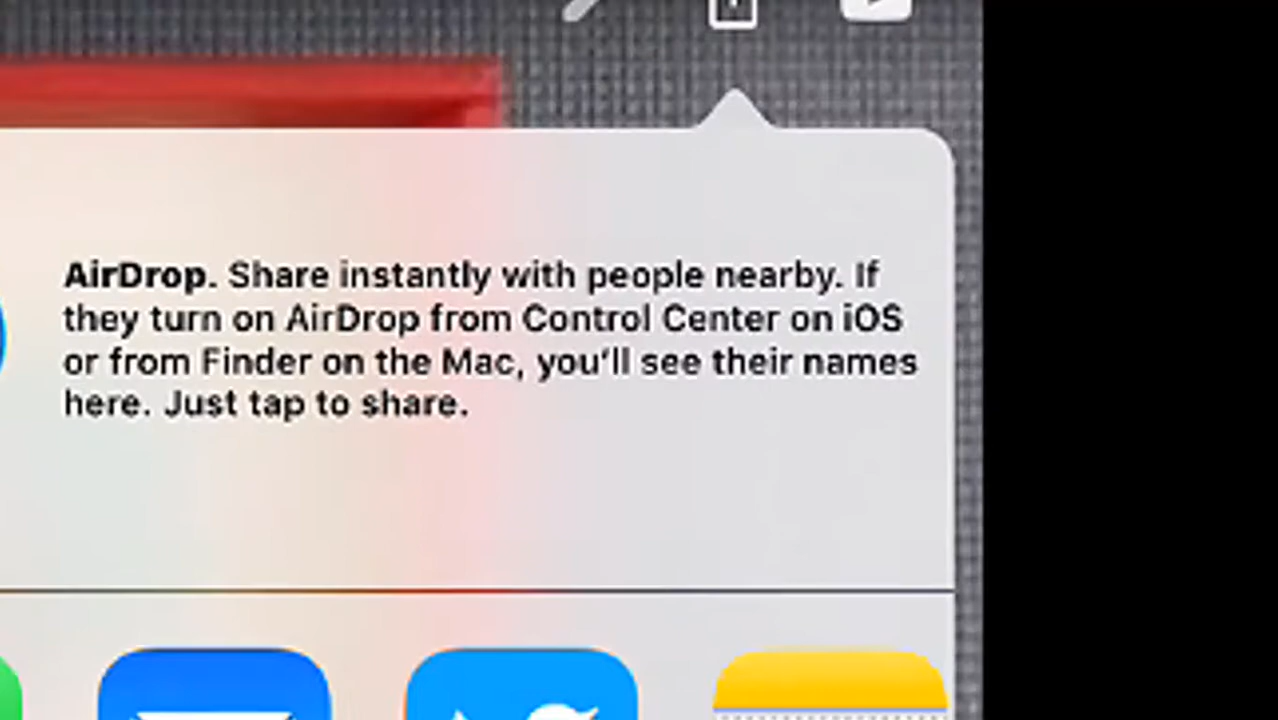 AirDrop. Share instantly with people nearby. If
they turn on AirDrop from Control Center on iOS
or from Finder on the Mac, you'll see their names
here. Just tap to share.